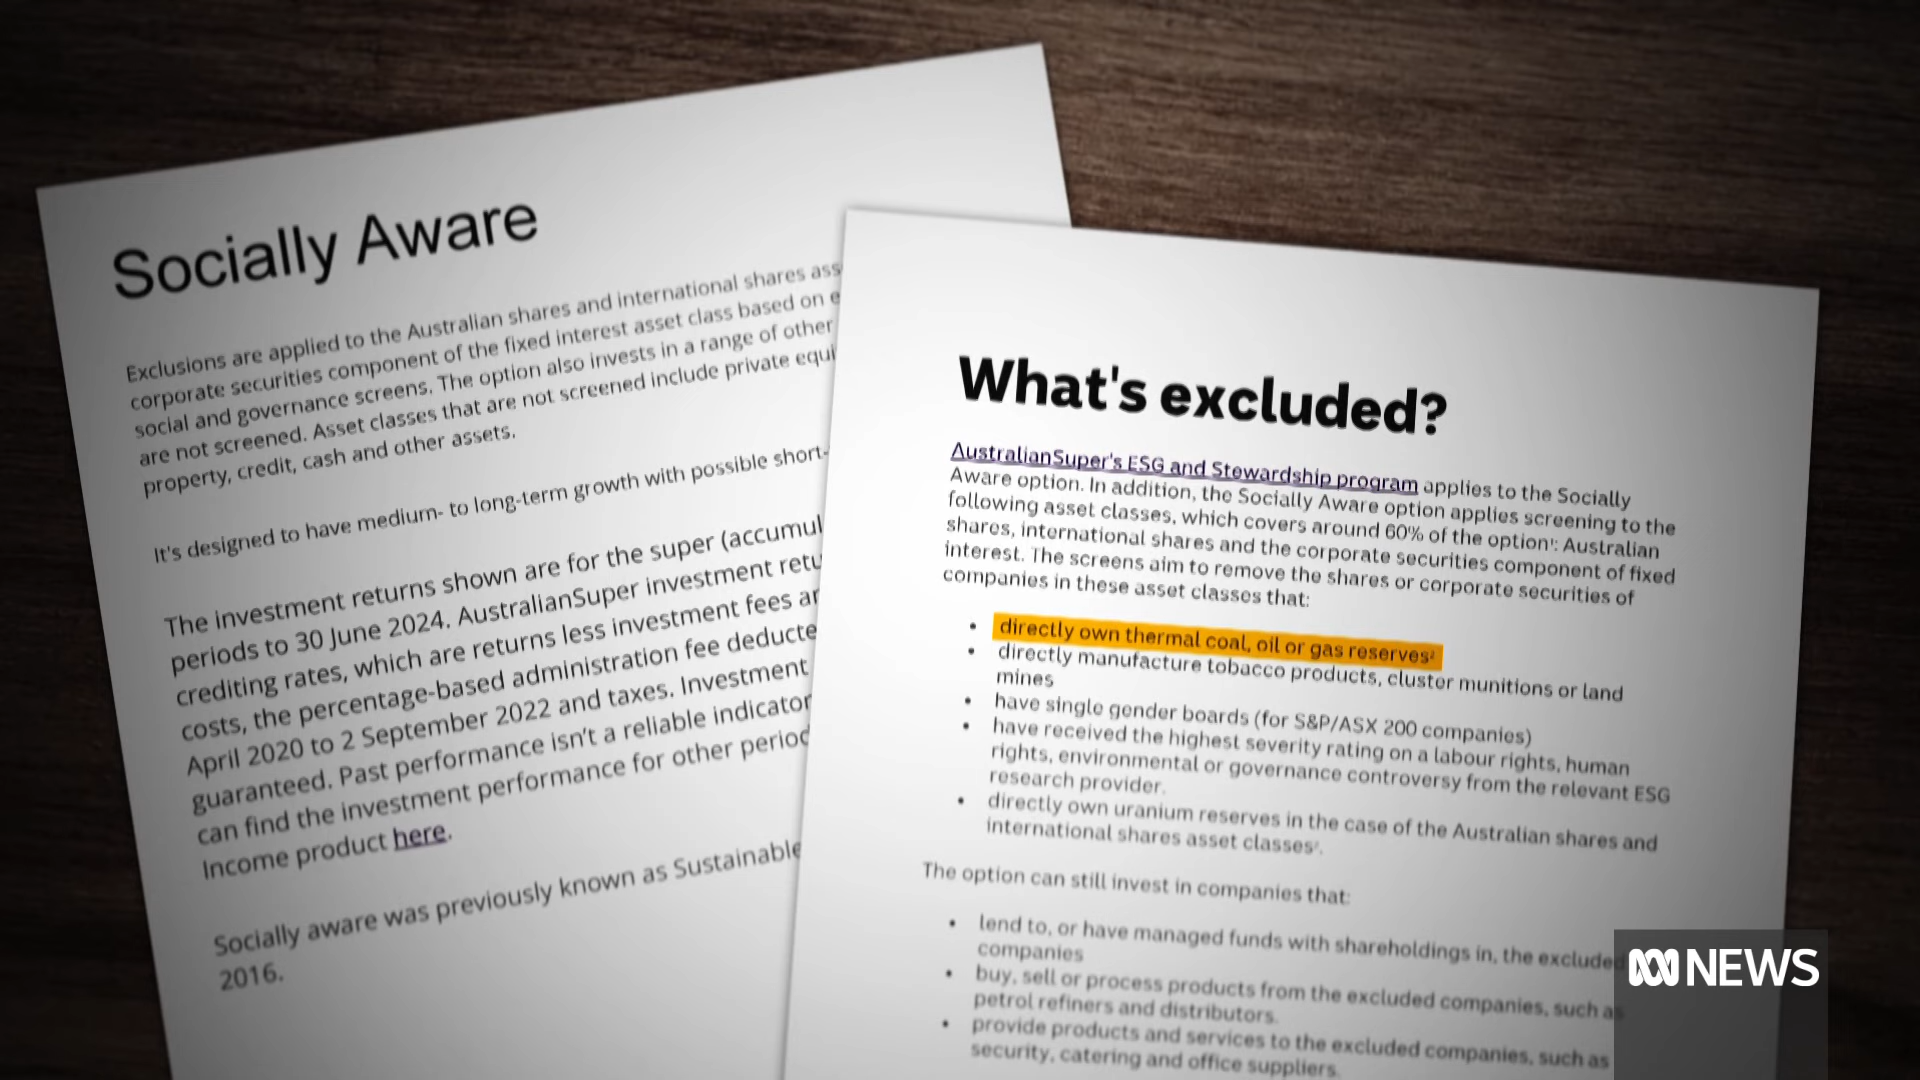 Socially Aware
Exclusions are applied to the Australian shares and international shares
corporate securities component of the fixed interest asset class based on
social and governance screens. The option also invests in a range of other
are not screened. Asset classes that are not screened include private
property, credit, cash and other assets.
It's designed to have medium- to long-term growth with possible short-
The investment returns shown are for the super
periods to 30 June 2024. AustralianSuper investment
crediting rates, which are returns less investment fees
costs, the percentage-based administration fee
April 2020 to 2 September 2022 and taxes. Investment
guaranteed. Past performance isn't a reliable indicator
can find the investment performance for other
Income product here.
Socially aware was previously known as Sustainable
2016.
What's excluded?
AustralianSuper's ESG and Stewardship program applies to the Socially
Aware option. In addition, the Socially Aware option applies screening to the
following asset classes, which covers around 60% of the option¹: Australian
shares, international shares and the corporate securities component of fixed
interest. The screens aim to remove the shares or corporate securities of
companies in these asset classes that:
• directly own thermal coal, oil or gas reserves²
• directly manufacture tobacco products, cluster munitions or land
mines
• have single gender boards (for S&P/ASX 200 companies)
• have received the highest severity rating on a labour rights, human
rights, environmental or governance controversy from the relevant ESG
research provider.
• directly own uranium reserves in the case of the Australian shares and
international shares asset classes².
The option can still invest in companies that:
• lend to, or have managed funds with shareholdings in, the excluded
companies
• buy, sell or process products from the excluded companies, such as
petrol refiners and distributors.
• provide products and services to the excluded companies, such as
security, catering and office suppliers.
NEWS